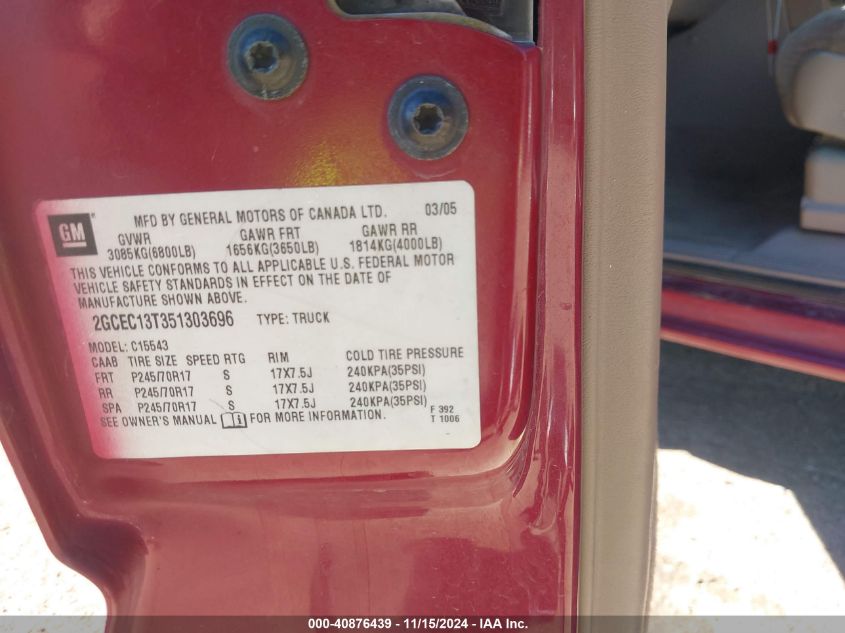 GM
MFD BY GENERAL MOTORS OF CANADA LTD. 03/05
GVWR GAWR FRT GAWR RR
3085KG(6800LB) 1656KG(3650LB) 1814KG(4000LB)
THIS VEHICLE CONFORMS TO ALL APPLICABLE U.S. FEDERAL MOTOR
VEHICLE SAFETY STANDARDS IN EFFECT ON THE DATE OF
MANUFACTURE SHOWN ABOVE.
2GCEC13T351303696 TYPE: TRUCK
MODEL: C15543
CAAB TIRE SIZE SPEED RTG RIM COLD TIRE PRESSURE
FRT P245/70R17 S 17X7.5J 240KPA(35PSI)
RR P245/70R17 S 17X7.5J 240KPA(35PSI)
SPA P245/70R17 S 17X7.5J 240KPA(35PSI)
SEE OWNER'S MANUAL FOR MORE INFORMATION.
F 392
T 1006
000-40876439 - 11/15/2024 - IAA Inc.